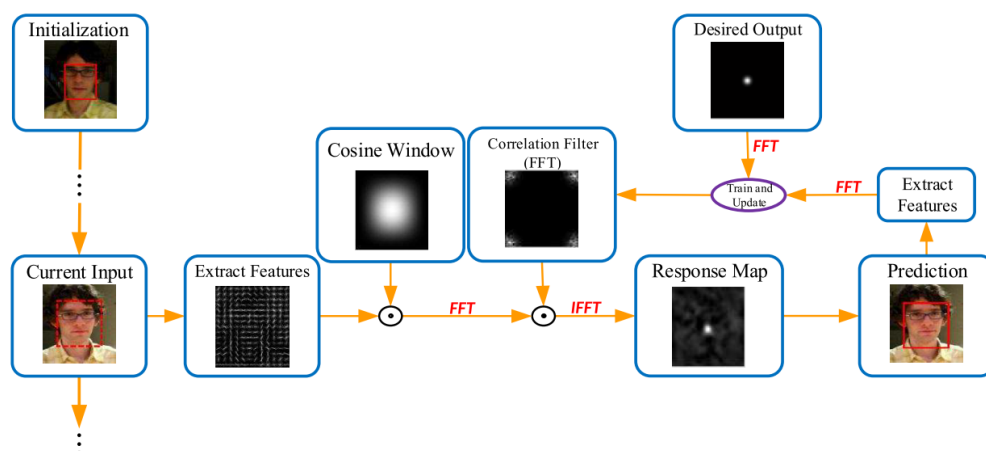 Initialization
Desired Output
Cosine Window
Correlation Filter
(FFT)
FFT
Train and
Update
FFT
Extract
Features
Current Input
Extract Features
FFT
IFFT
Response Map
Prediction